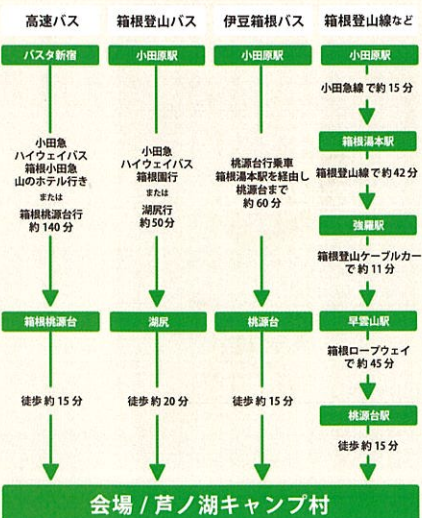 高速バス
バスタ新宿
小田急
ハイウェイバス
箱根小田急
山のホテル行き
または
箱根桃源台行
約140分
箱根桃源台
徒歩 約15分
箱根登山バス
小田原駅
小田急
ハイウェイバス
箱根園行
または
湖尻行
約50分
湖尻
徒歩 約20分
伊豆箱根バス
小田原駅
桃源台行乗車
箱根湯本駅を経由し
桃源台まで
約60分
桃源台
徒歩 約15分
箱根登山線など
小田原駅
小田急線で約15分
箱根湯本駅
箱根登山線で約42分
強羅駅
箱根登山ケーブルカー
で 約11分
早雲山駅
箱根ロープウェイ
で 約45分
桃源台駅
徒歩 約15分
会場 / 芦ノ湖キャンプ村